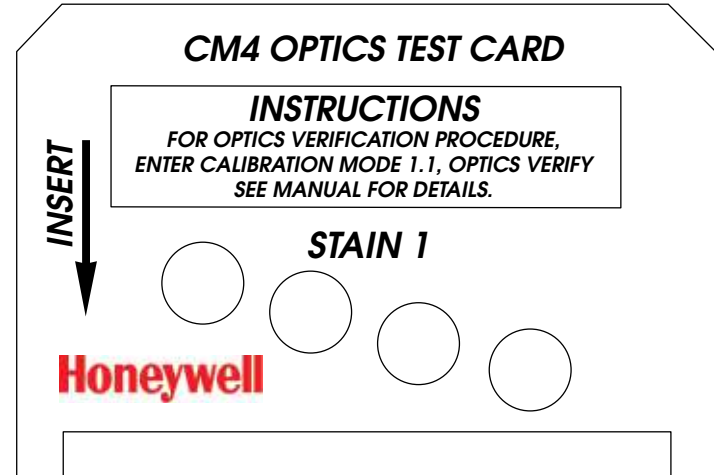 CM4 OPTICS TEST CARD
INSTRUCTIONS
FOR OPTICS VERIFICATION PROCEDURE,
ENTER CALIBRATION MODE 1.1, OPTICS VERIFY
SEE MANUAL FOR DETAILS.
INSERT
STAIN 1
Honeywell